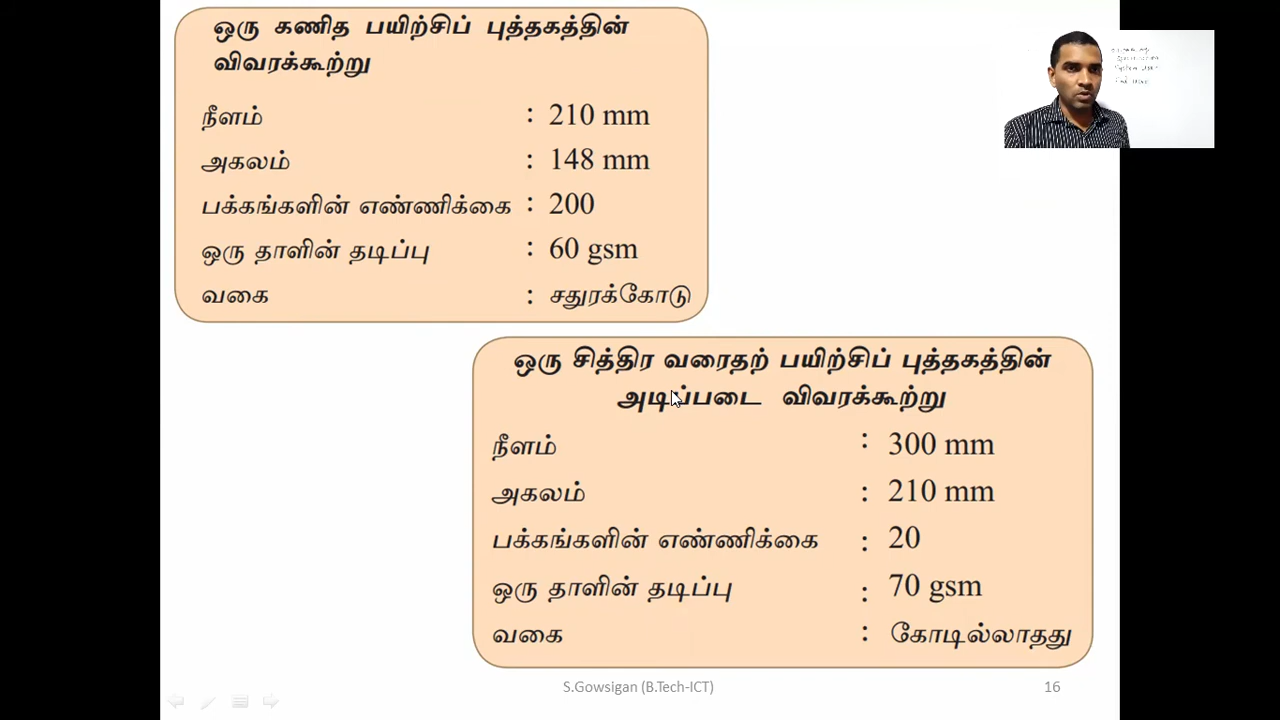 ஒரு கணித பயிற்சிப் புத்தகத்தின்
விவரக்கூற்று
நீளம் : 210 mm
அகலம் : 148 mm
பக்கங்களின் எண்ணிக்கை : 200
ஒரு தாளின் தடிப்பு : 60 gsm
வகை : சதுரக்கோடு
ஒரு சித்திர வரைதற் பயிற்சிப் புத்தகத்தின்
அடிப்படை விவரக்கூற்று
நீளம் : 300 mm
அகலம் : 210 mm
பக்கங்களின் எண்ணிக்கை : 20
ஒரு தாளின் தடிப்பு : 70 gsm
வகை : கோடில்லாதது
S.Gowsigan (B.Tech-ICT) 16